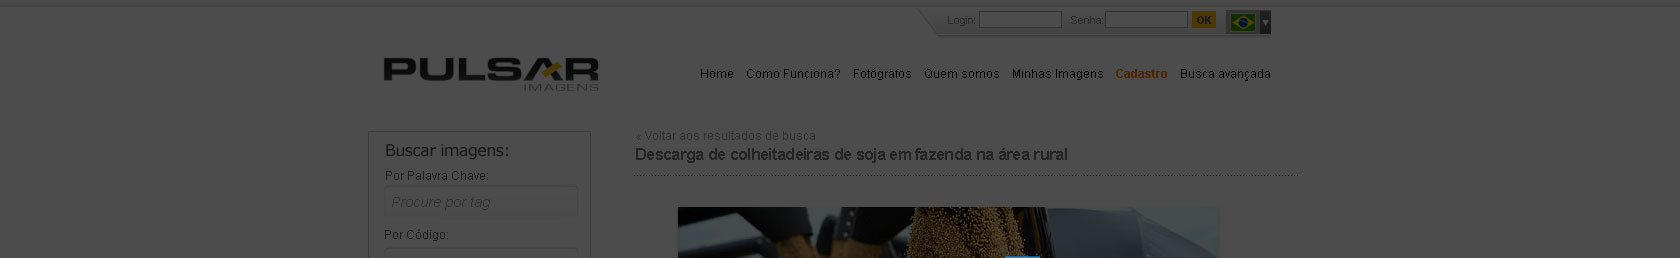 Login: Senha: OK
PULSAR
IMAGENS
Home Como Funciona? Fotógrafos Quem somos Minhas Imagens Cadastro Busca avançada
« Voltar aos resultados de busca
Descarga de colheitadeiras de soja em fazenda na área rural
Buscar imagens:
Por Palavra Chave:
Procure por tag
Por Código: